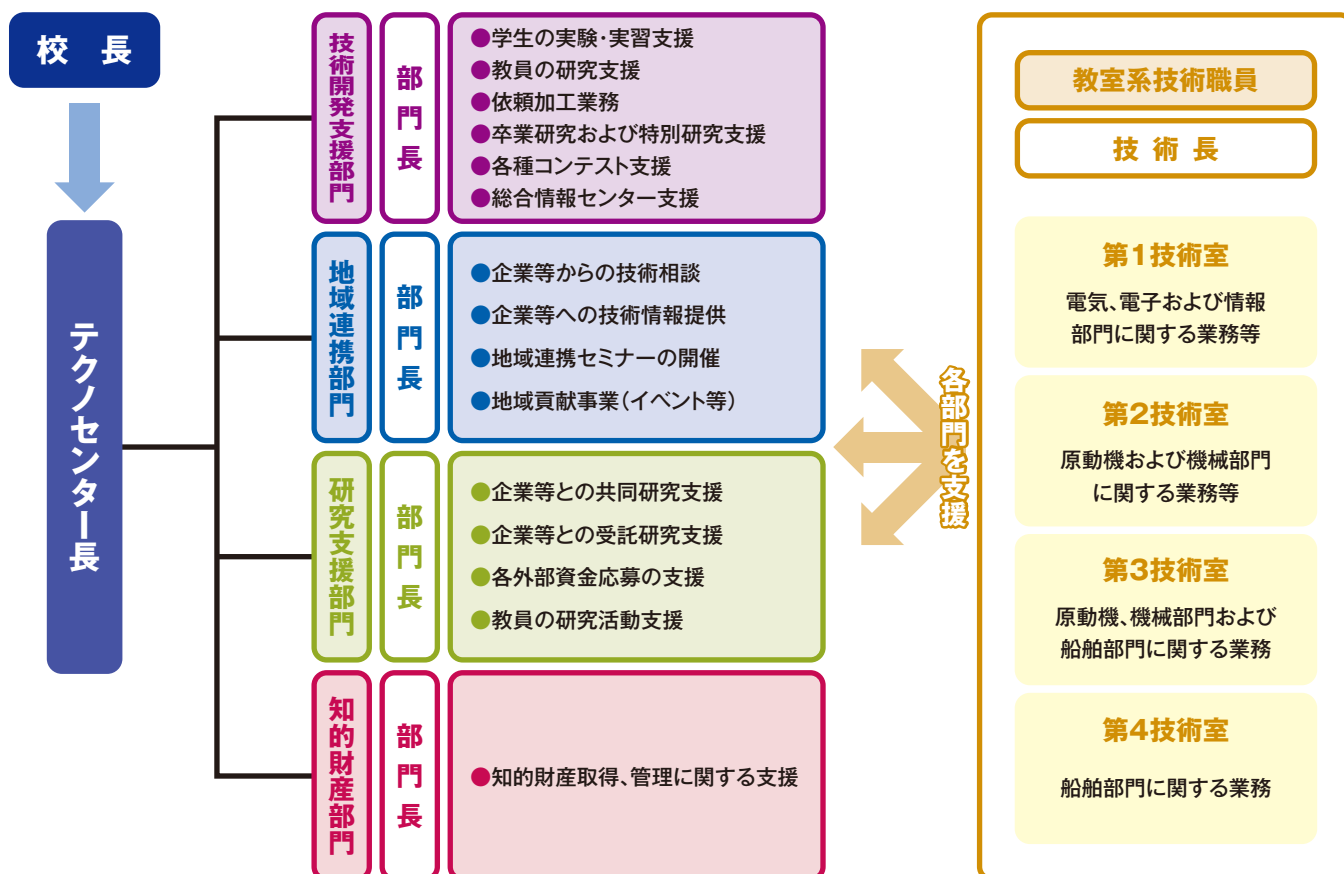 校長
テクノセンター長
技術開発支援部門
部門長
●学生の実験・実習支援
●教員の研究支援
●依頼加工業務
●卒業研究および特別研究支援
●各種コンテスト支援
●総合情報センター支援
地域連携部門
部門長
●企業等からの技術相談
●企業等への技術情報提供
●地域連携セミナーの開催
●地域貢献事業（イベント等）
研究支援部門
部門長
●企業等との共同研究支援
●企業等との受託研究支援
●各外部資金応募の支援
●教員の研究活動支援
知的財産部門
部門長
●知的財産取得、管理に関する支援
各部門を支援
教室系技術職員
技術長
第1技術室
電気、電子および情報
部門に関する業務等
第2技術室
原動機および機械部門
に関する業務等
第3技術室
原動機、機械部門および
船舶部門に関する業務
第4技術室
船舶部門に関する業務